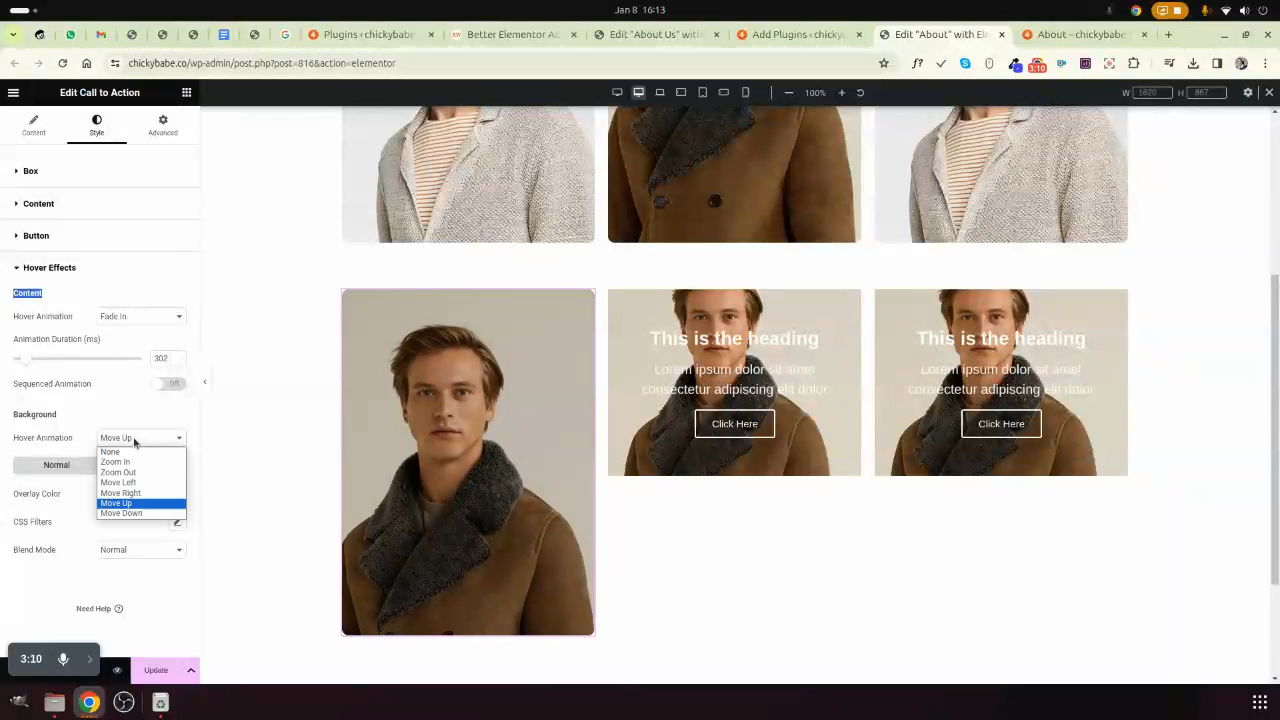 Jan 8 16:13
Plugins ‹ chickybabe
Better Elementor Ad
Edit "About Us" with
Add Plugins ‹ chicky
Edit "About" with Ele
About – chickybabe.c
chickybabe.co/wp-admin/post.php?post=816&action=elementor
3:10
Edit Call to Action
100%
W 1620 H 867
Content
Style
Advanced
Box
Content
Button
Hover Effects
Content
Hover Animation Fade In
Animation Duration (ms)
302
Sequenced Animation Off
Background
Hover Animation Move Up
None
Zoom In
Zoom Out
Move Left
Move Right
Move Up
Move Down
Normal
Overlay Color
CSS Filters
Blend Mode Normal
Need Help ?
3:10
Update
This is the heading
Lorem ipsum dolor sit amet
consectetur adipiscing elit dolor
Click Here
This is the heading
Lorem ipsum dolor sit amet
consectetur adipiscing elit dolor
Click Here